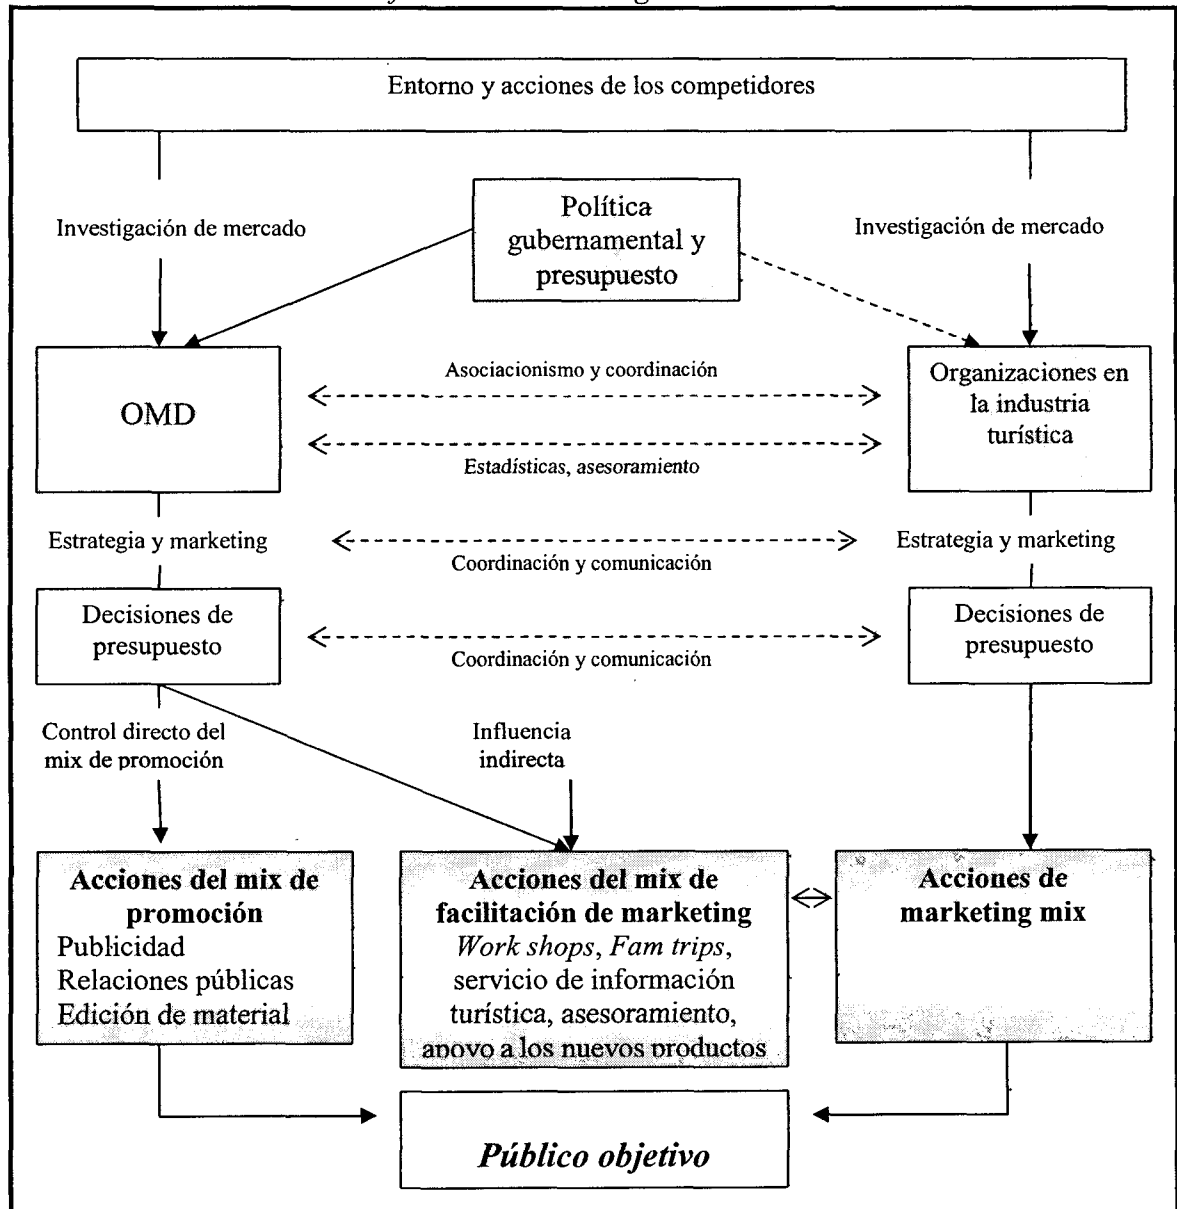 Entorno y acciones de los competidores
Política
gubernamental y
presupuesto
Investigación de mercado
Investigación de mercado
OMD
Asociacionismo y coordinación
Estadísticas, asesoramiento
Organizaciones en
la industria
turística
Estrategia y marketing
Coordinación y comunicación
Estrategia y marketing
Decisiones de
presupuesto
Coordinación y comunicación
Decisiones de
presupuesto
Control directo del
mix de promoción
Influencia
indirecta
Acciones del mix de
promoción
Publicidad
Relaciones públicas
Edición de material
Acciones del mix de
facilitación de marketing
Work shops, Fam trips,
servicio de información
turística, asesoramiento,
apoyo a los nuevos productos
Acciones de
marketing mix
Público objetivo